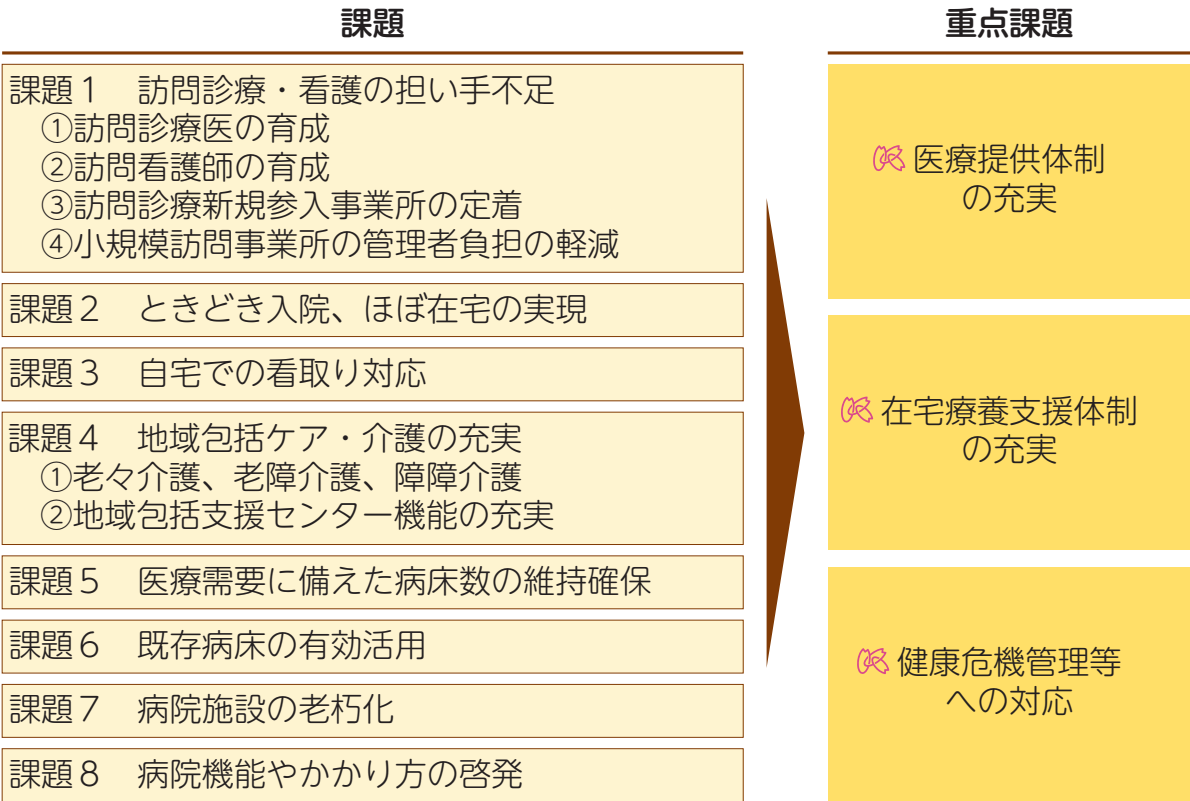 課題
課題１　訪問診療・看護の担い手不足
①訪問診療医の育成
②訪問看護師の育成
③訪問診療新規参入事業所の定着
④小規模訪問事業所の管理者負担の軽減
課題２　ときどき入院、ほぼ在宅の実現
課題３　自宅での看取り対応
課題４　地域包括ケア・介護の充実
①老々介護、老障介護、障障介護
②地域包括支援センター機能の充実
課題５　医療需要に備えた病床数の維持確保
課題６　既存病床の有効活用
課題７　病院施設の老朽化
課題８　病院機能やかかり方の啓発
重点課題
医療提供体制
の充実
在宅療養支援体制
の充実
健康危機管理等
への対応